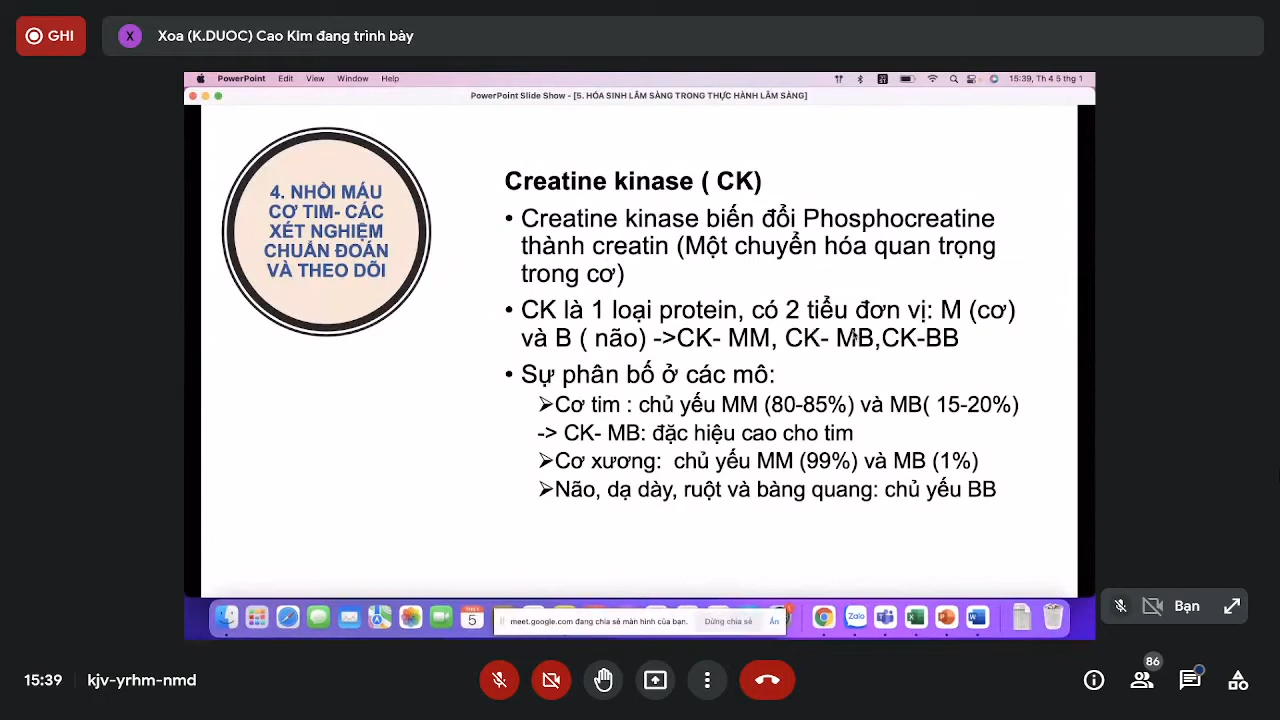 GHI
X
Xoa (K.DUOC) Cao Kim đang trình bày
PowerPoint Edit View Window Help
15:39, Th 4 5 thg 1
PowerPoint Slide Show - [5. HÓA SINH LÂM SÀNG TRONG THỰC HÀNH LÂM SÀNG]
4. NHỒI MÁU
CƠ TIM- CÁC
XÉT NGHIỆM
CHUẨN ĐOÁN
VÀ THEO DÕI
Creatine kinase ( CK)
• Creatine kinase biến đổi Phosphocreatine
thành creatin (Một chuyển hóa quan trọng
trong cơ)
• CK là 1 loại protein, có 2 tiểu đơn vị: M (cơ)
và B ( não) ->CK- MM, CK- MB,CK-BB
• Sự phân bố ở các mô:
➢Cơ tim : chủ yếu MM (80-85%) và MB( 15-20%)
-> CK- MB: đặc hiệu cao cho tim
➢Cơ xương: chủ yếu MM (99%) và MB (1%)
➢Não, dạ dày, ruột và bàng quang: chủ yếu BB
5
meet.google.com đang chia sẻ màn hình của bạn.
Dừng chia sẻ
Ẩn
Zalo
Bạn
15:39
kjv-yrhm-nmd
86